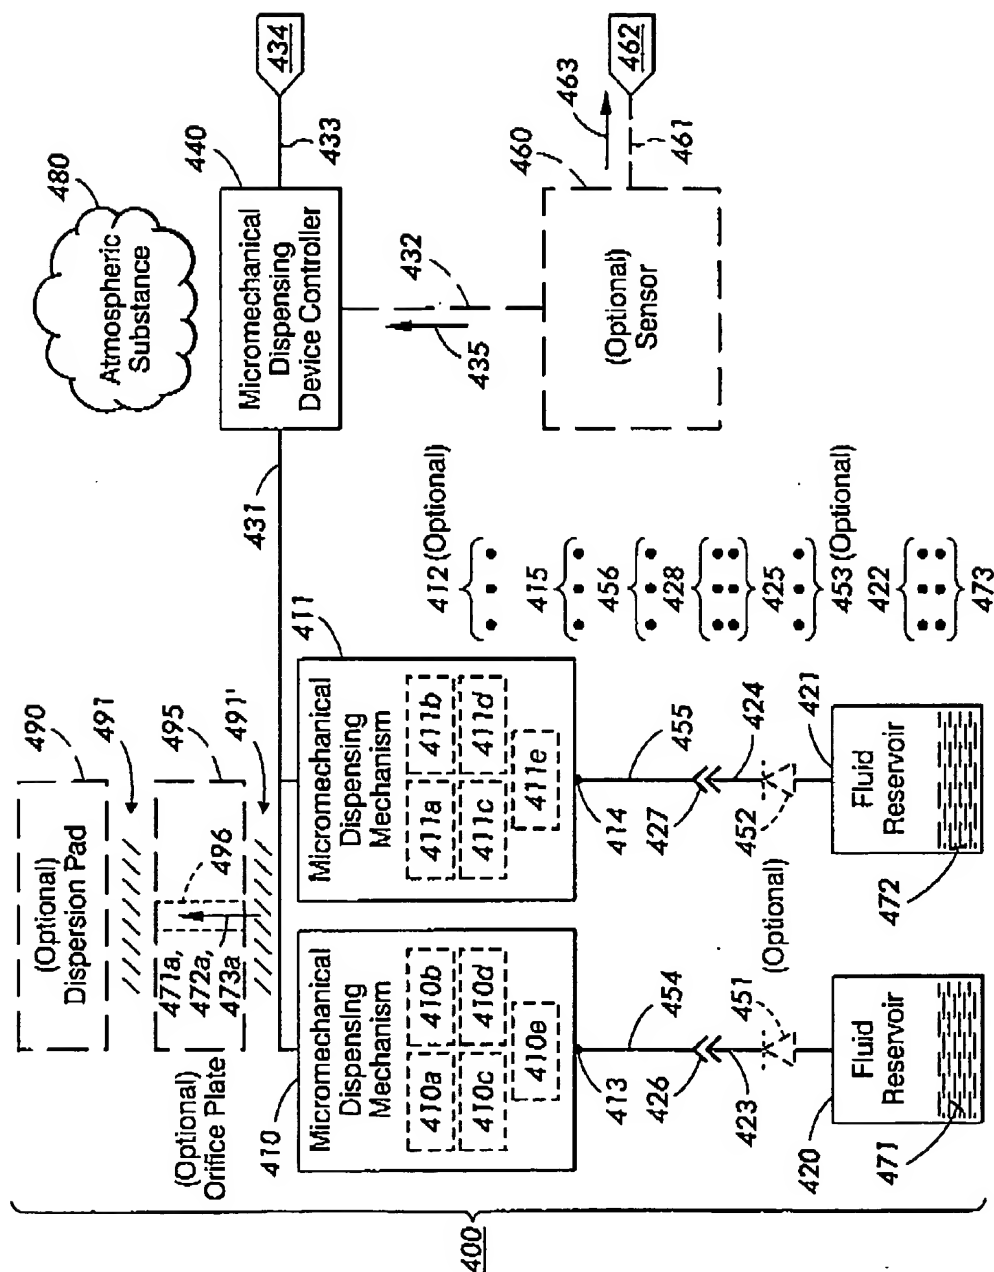 490
491
495
491'
(Optional)
Dispersion Pad
496
471a,
472a,
473a
(Optional)
Orifice Plate
431
411
410
Micromechanical
Dispensing
Mechanism
410a
410b
410c
410d
410e
Micromechanical
Dispensing
Mechanism
411a
411b
411c
411d
411e
413
454
426
423
451
(Optional)
414
455
427
424
452
420
Fluid
Reservoir
471
421
Fluid
Reservoir
472
412 (Optional)
415
456
428
425
453 (Optional)
422
473
480
Atmospheric
Substance
440
Micromechanical
Dispensing
Device Controller
433
434
432
435
460
(Optional)
Sensor
463
461
462
400